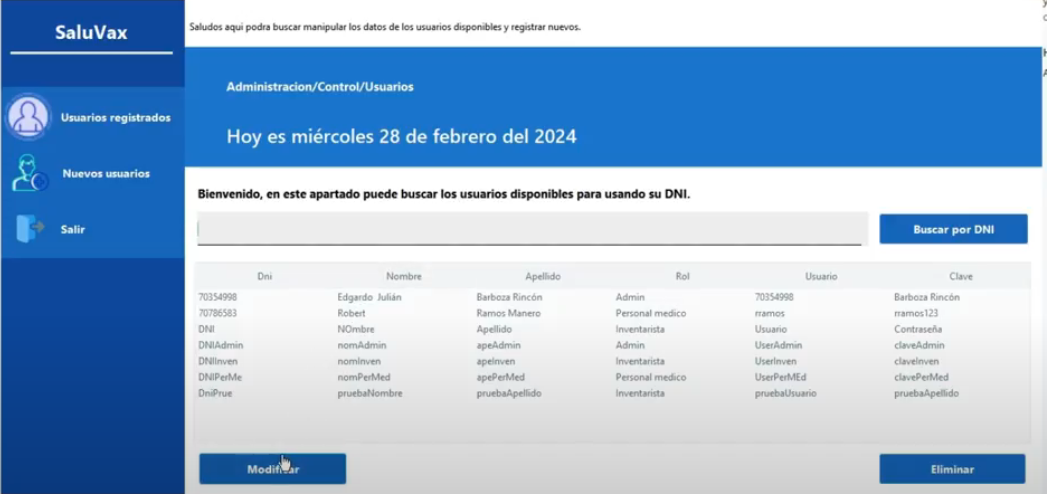 SaluVax
Saludos aqui podra buscar manipular los datos de los usuarios disponibles y registrar nuevos.
Administracion/Control/Usuarios
Hoy es miércoles 28 de febrero del 2024
Usuarios registrados
Nuevos usuarios
Salir
Bienvenido, en este apartado puede buscar los usuarios disponibles para usando su DNI.
Buscar por DNI
Dni Nombre Apellido Rol Usuario Clave
70354998 Edgardo Julián Barboza Rincón Admin 70354998 Barboza Rincón
70786583 Robert Ramos Manero Personal medico rramos rramos123
DNI NOmbre Apellido Inventarista Usuario Contraseña
DNIAdmin nomAdmin apeAdmin Admin UserAdmin claveAdmin
DNIInven nomInven apeInven Inventarista UserInven claveInven
DNIPerMe nomPerMed apePerMed Personal medico UserPerMEd clavePerMed
DniPrue pruebaNombre pruebaApellido Inventarista pruebaUsuario pruebaApellido
Modificar
Eliminar